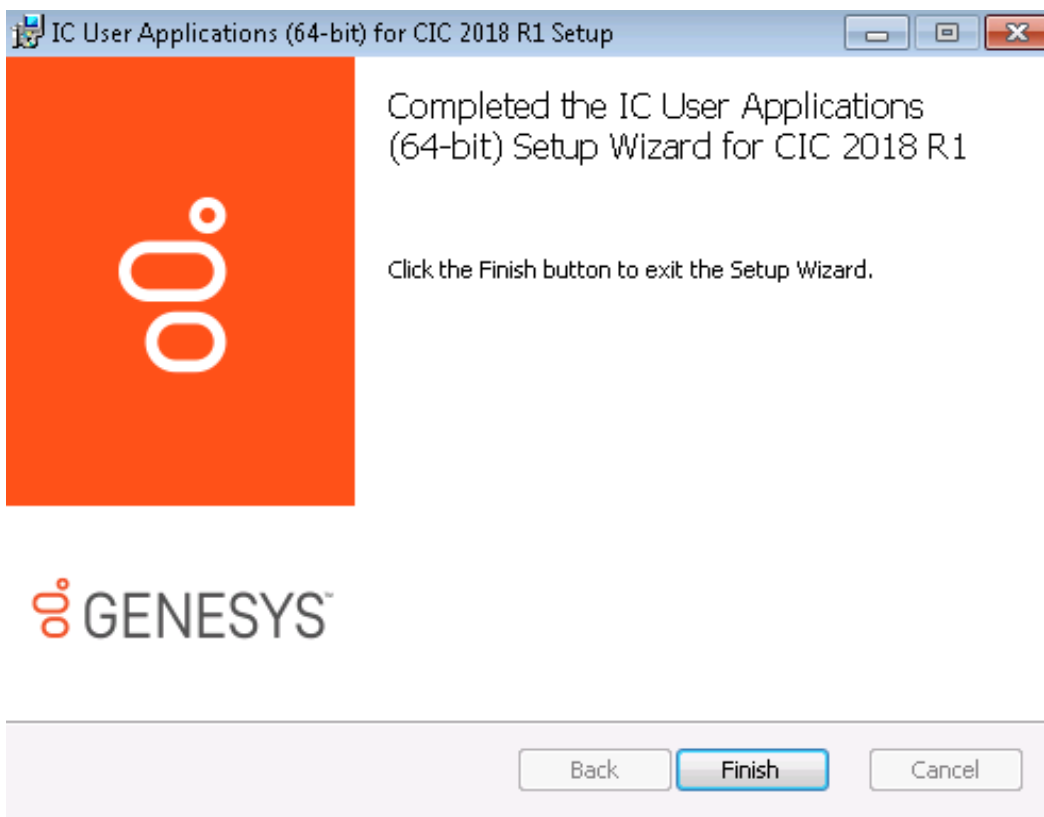 IC User Applications (64-bit) for CIC 2018 R1 Setup
Completed the IC User Applications
(64-bit) Setup Wizard for CIC 2018 R1
Click the Finish button to exit the Setup Wizard.
GENESYS™
Back Finish Cancel